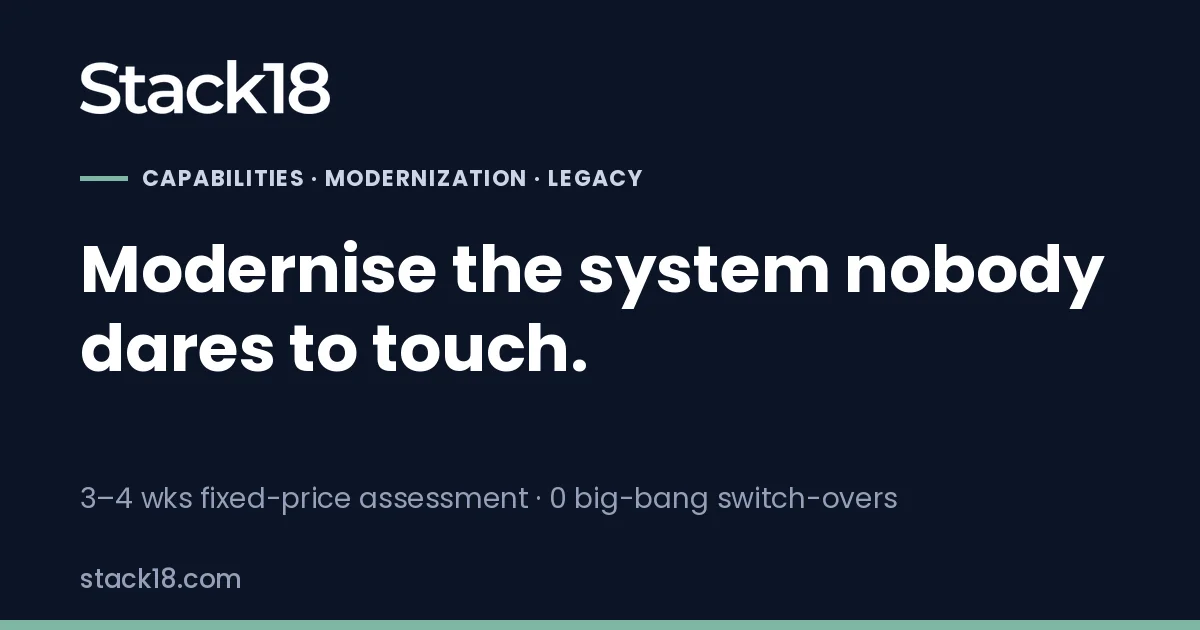 Stack18
CAPABILITIES · MODERNIZATION · LEGACY
Modernise the system nobody
dares to touch.
3–4 wks fixed-price assessment · 0 big-bang switch-overs
stack18.com